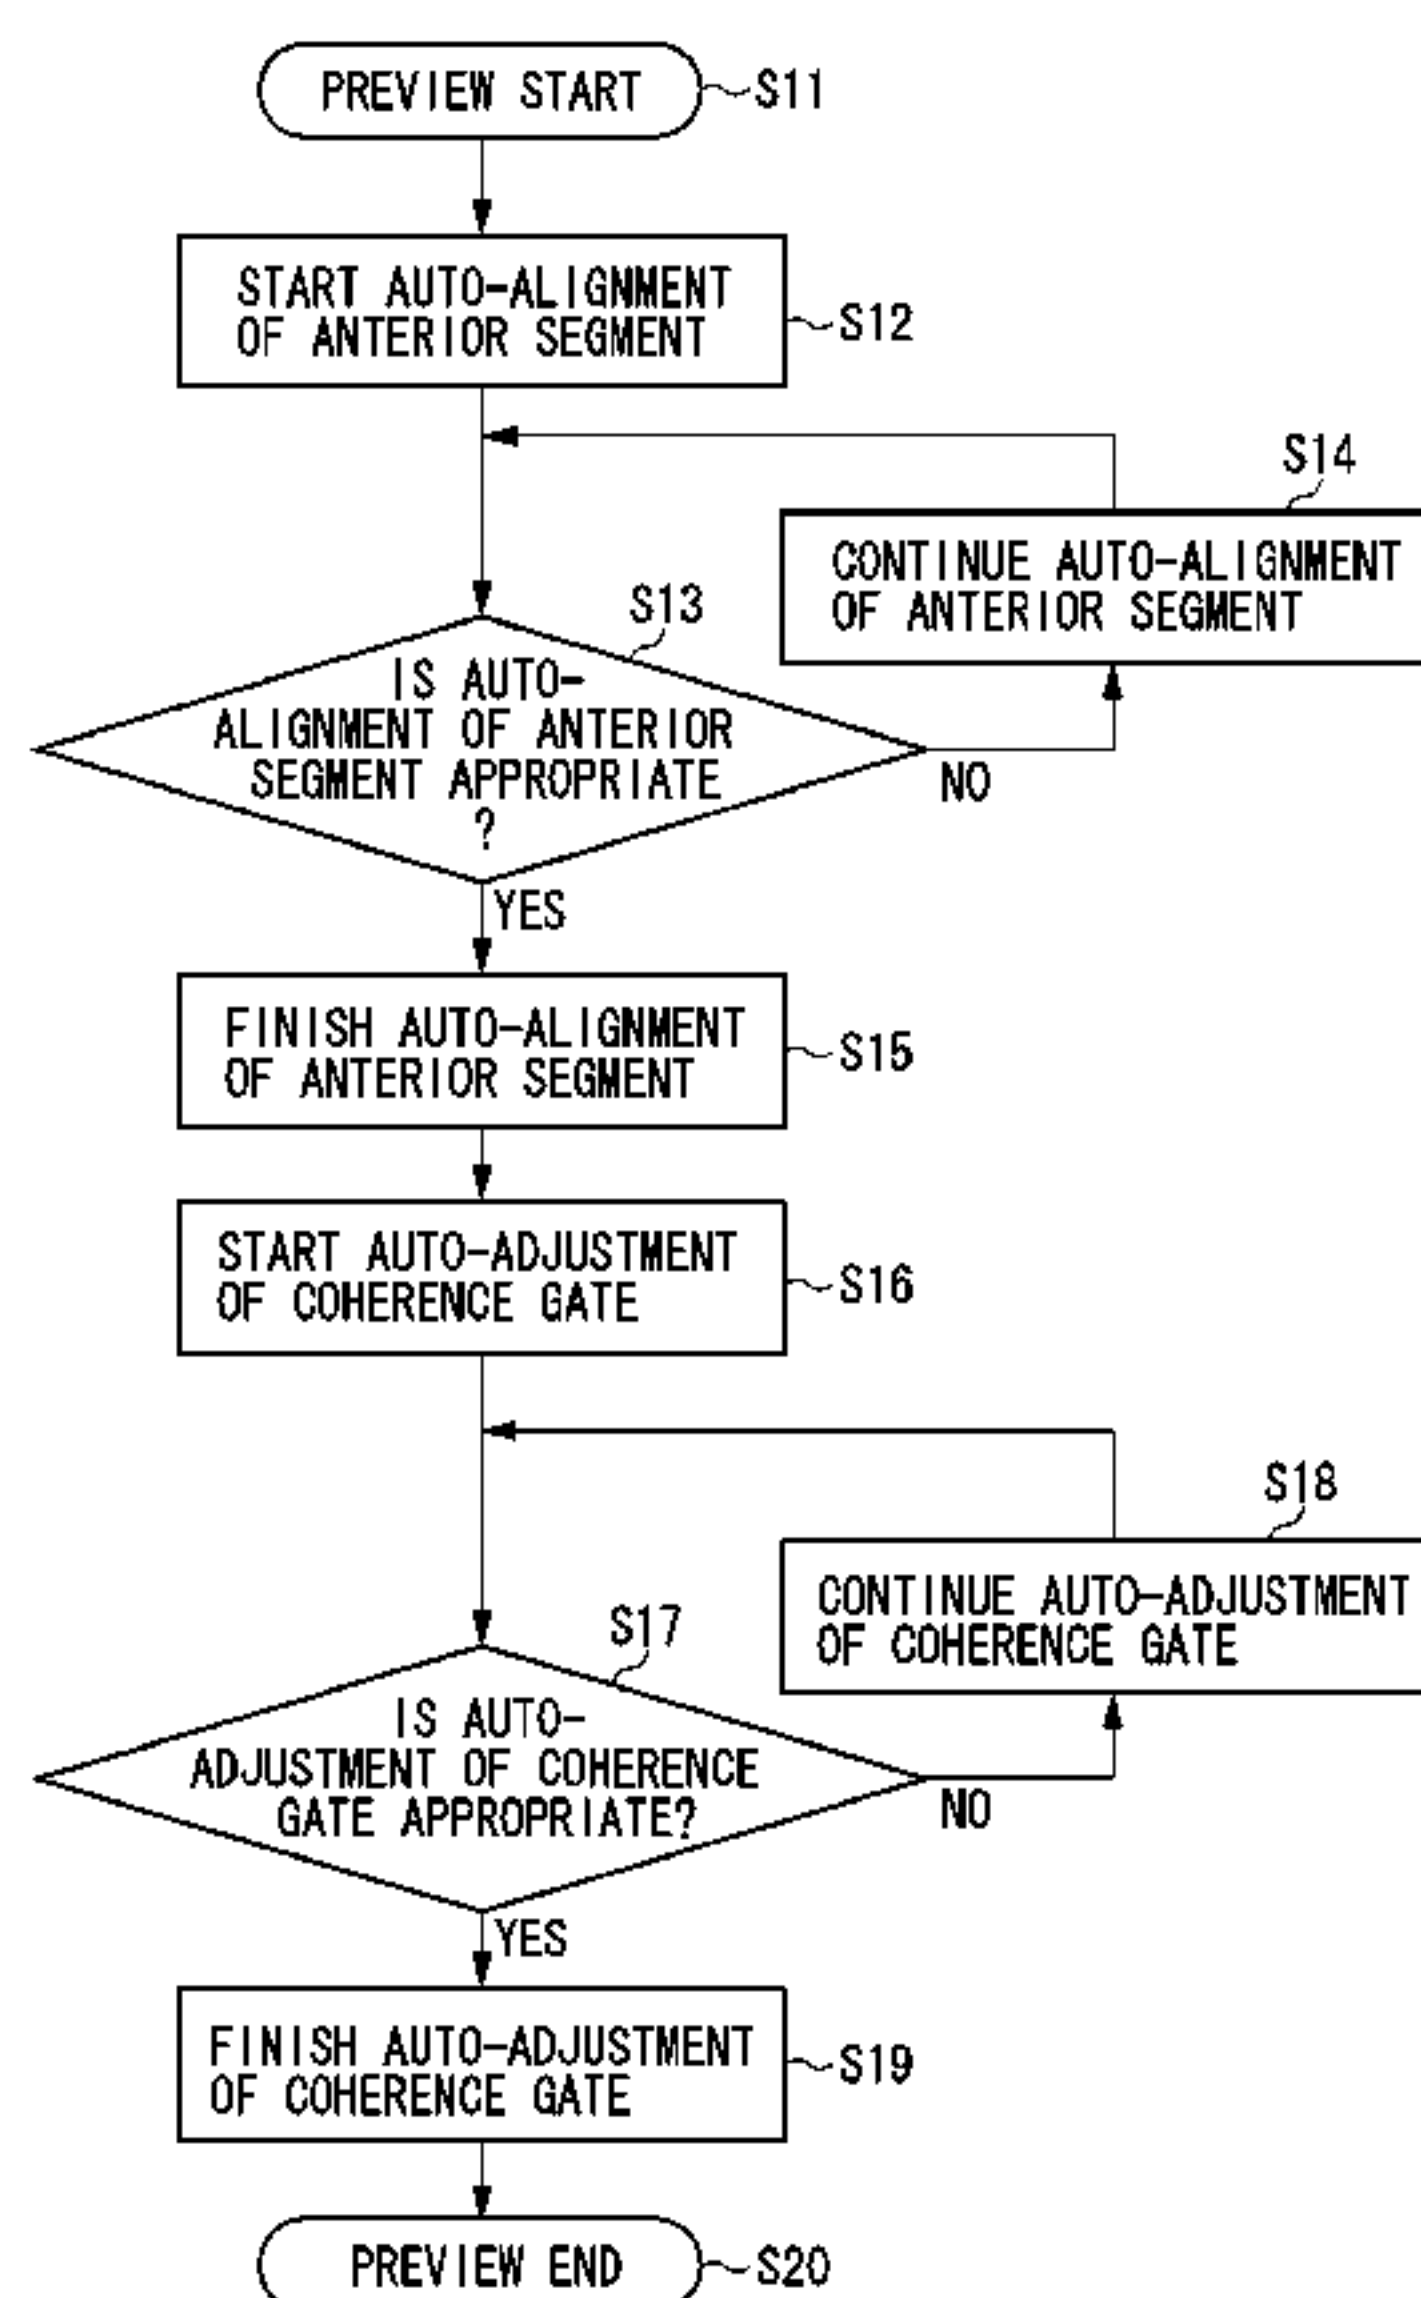 PREVIEW START
S11
START AUTO-ALIGNMENT
OF ANTERIOR SEGMENT
S12
S14
CONTINUE AUTO-ALIGNMENT
OF ANTERIOR SEGMENT
S13
IS AUTO-
ALIGNMENT OF ANTERIOR
SEGMENT APPROPRIATE
?
NO
YES
FINISH AUTO-ALIGNMENT
OF ANTERIOR SEGMENT
S15
START AUTO-ADJUSTMENT
OF COHERENCE GATE
S16
S18
CONTINUE AUTO-ADJUSTMENT
OF COHERENCE GATE
S17
IS AUTO-
ADJUSTMENT OF COHERENCE
GATE APPROPRIATE?
NO
YES
FINISH AUTO-ADJUSTMENT
OF COHERENCE GATE
S19
PREVIEW END
S20